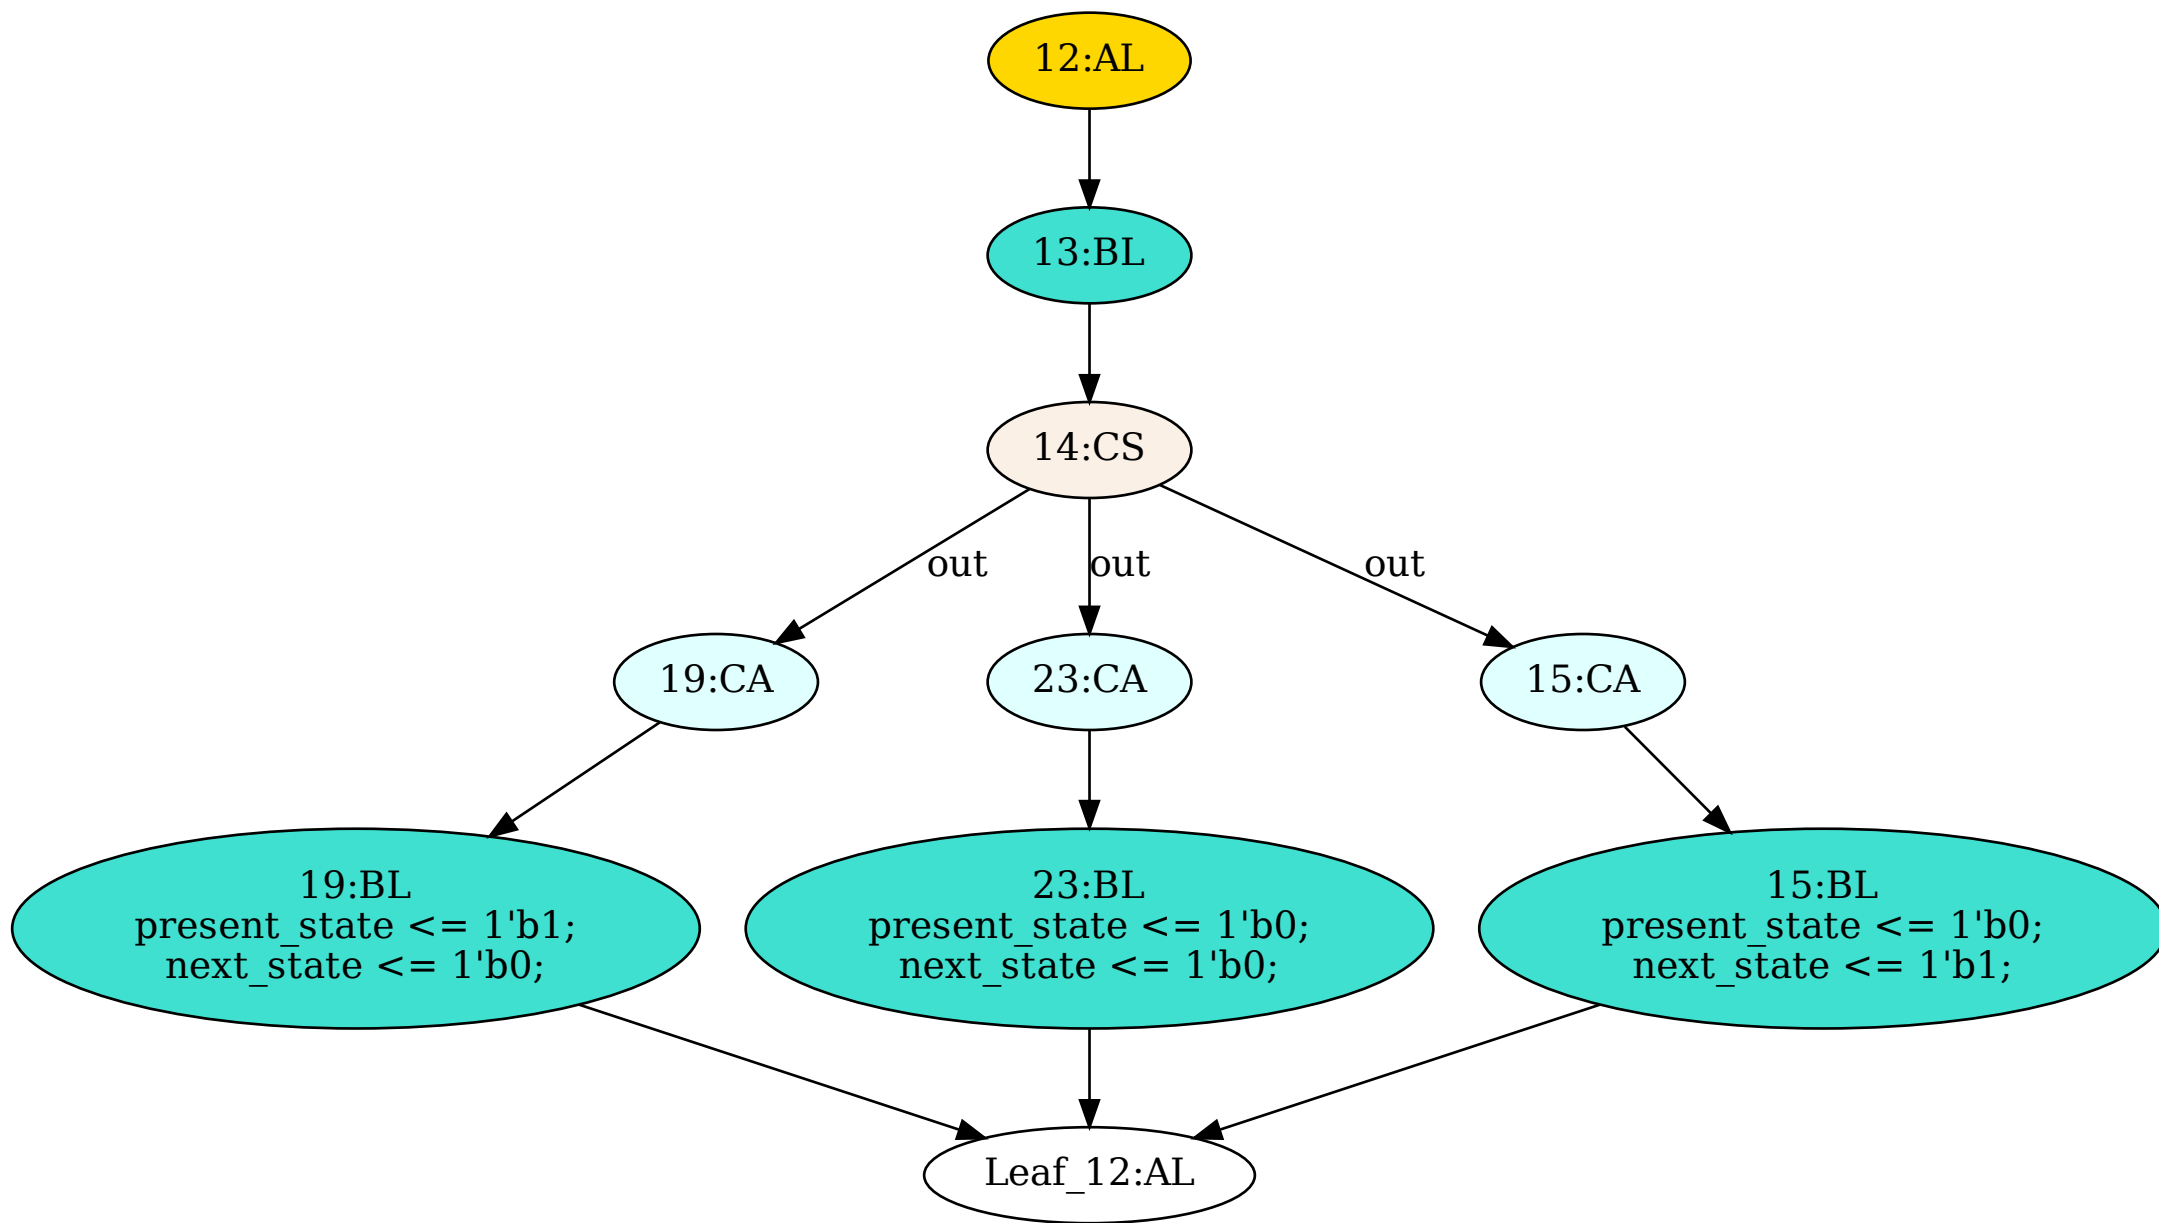 12:AL
13:BL
14:CS
out
out
out
19:CA
23:CA
15:CA
19:BL
present_state <= 1'b1;
next_state <= 1'b0;
23:BL
present_state <= 1'b0;
next_state <= 1'b0;
15:BL
present_state <= 1'b0;
next_state <= 1'b1;
Leaf_12:AL